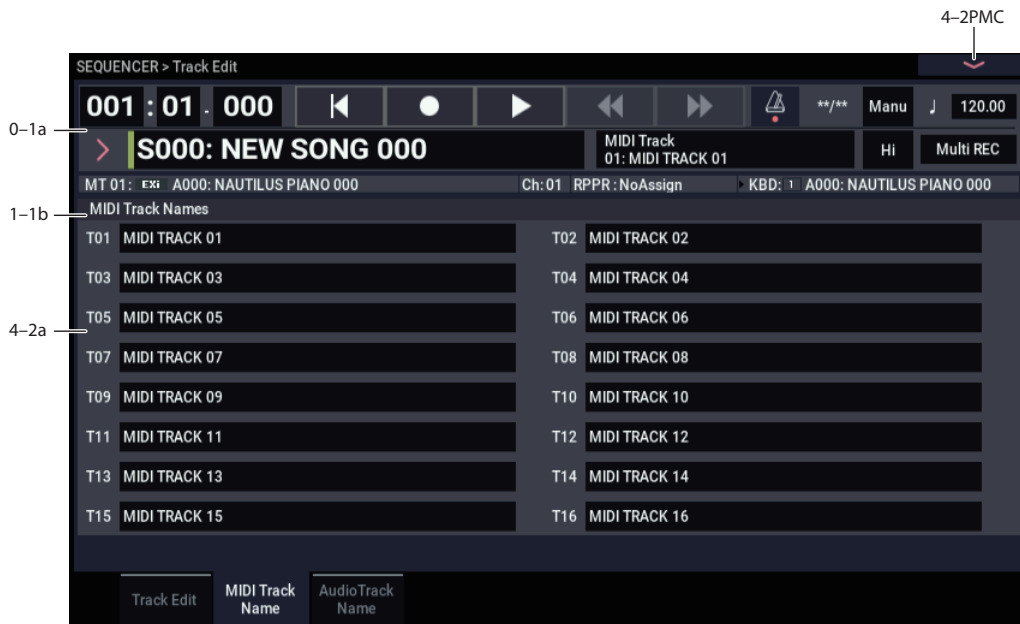 4–2PMC
SEQUENCER > Track Edit
001 : 01 . 000 **/** Manu ♩ 120.00
0–1a
S000: NEW SONG 000
MIDI Track
01: MIDI TRACK 01
Hi
Multi REC
MT 01: EXi A000: NAUTILUS PIANO 000 Ch: 01 RPPR : NoAssign KBD: 1 A000: NAUTILUS PIANO 000
1–1b
MIDI Track Names
T01 MIDI TRACK 01 T02 MIDI TRACK 02
T03 MIDI TRACK 03 T04 MIDI TRACK 04
T05 MIDI TRACK 05 T06 MIDI TRACK 06
4–2a
T07 MIDI TRACK 07 T08 MIDI TRACK 08
T09 MIDI TRACK 09 T10 MIDI TRACK 10
T11 MIDI TRACK 11 T12 MIDI TRACK 12
T13 MIDI TRACK 13 T14 MIDI TRACK 14
T15 MIDI TRACK 15 T16 MIDI TRACK 16
Track Edit
MIDI Track
Name
AudioTrack
Name